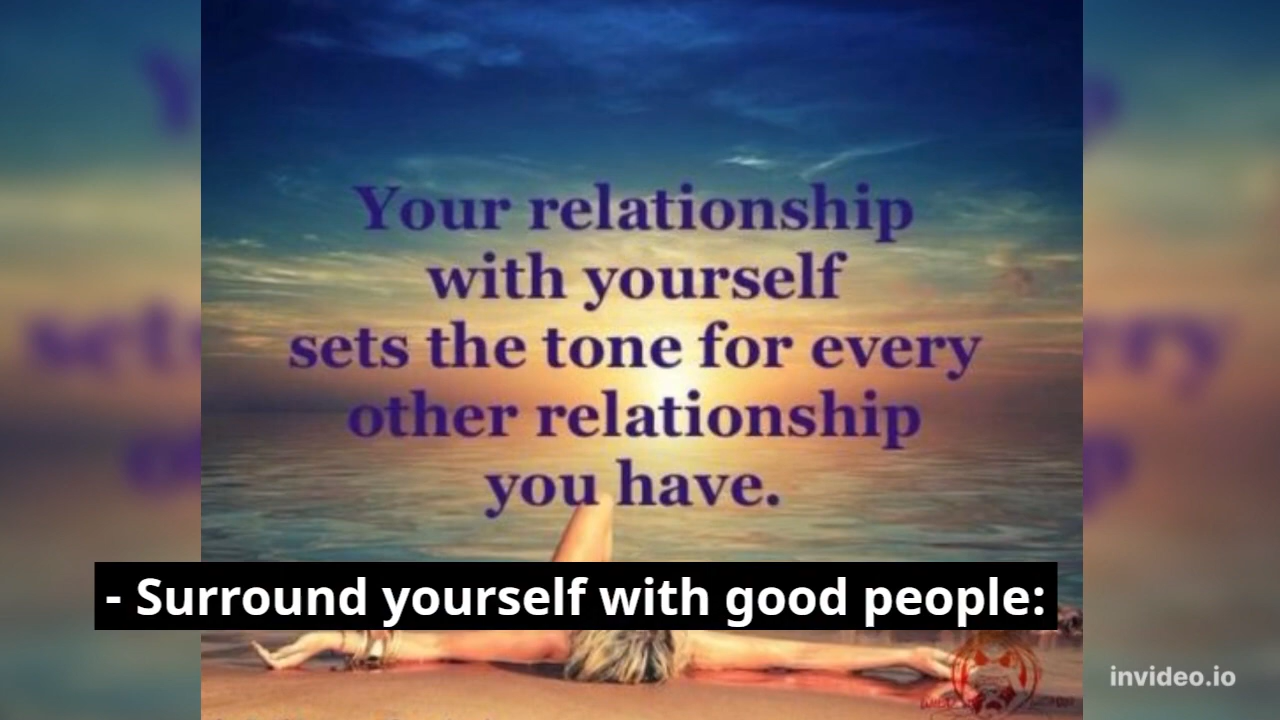 Your relationship
with yourself
sets the tone for every
other relationship
you have.
- Surround yourself with good people:
invideo.io